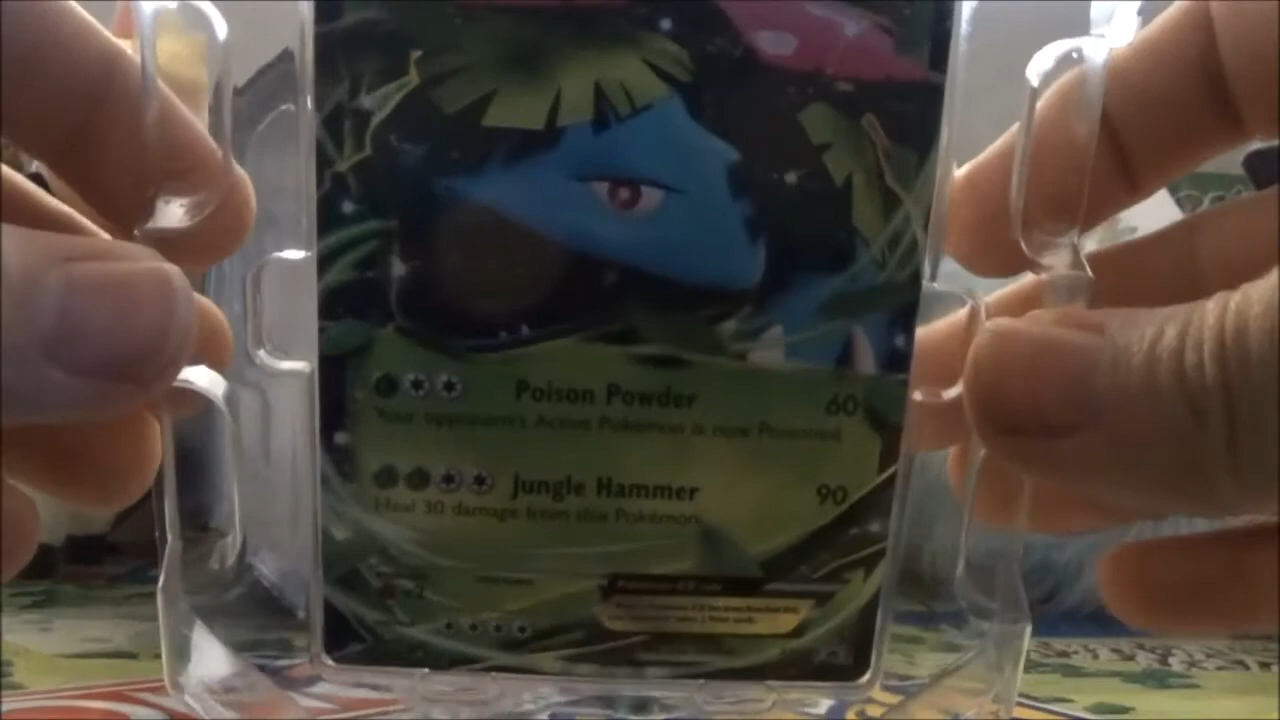 Poison Powder 60
Your opponent's Active Pokémon is now Poisoned.
Jungle Hammer 90
Heal 30 damage from this Pokémon.